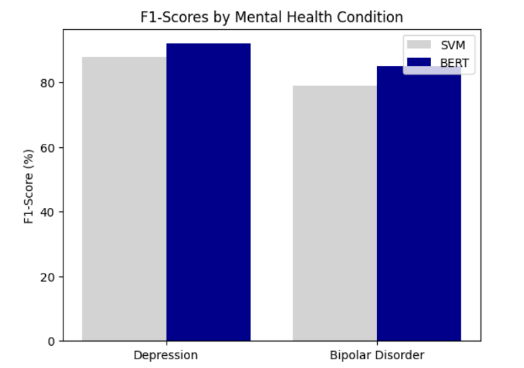 F1-Scores by Mental Health Condition
SVM
BERT
F1-Score (%)
80
60
40
20
0
Depression
Bipolar Disorder